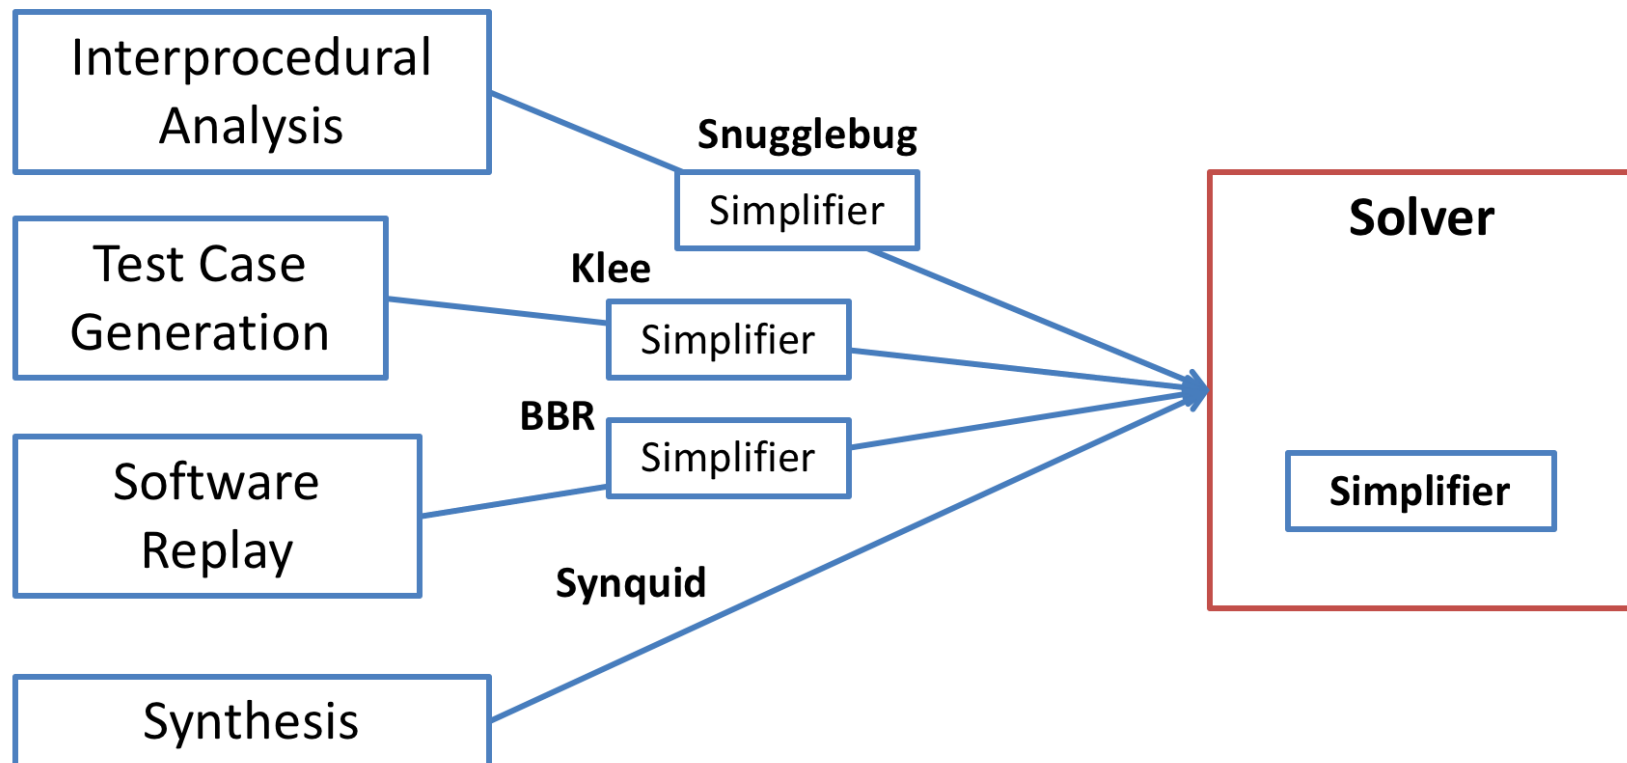 Interprocedural
Analysis
Snugglebug
Simplifier
Test Case
Generation
Klee
Simplifier
BBR
Simplifier
Software
Replay
Synquid
Synthesis
Solver
Simplifier